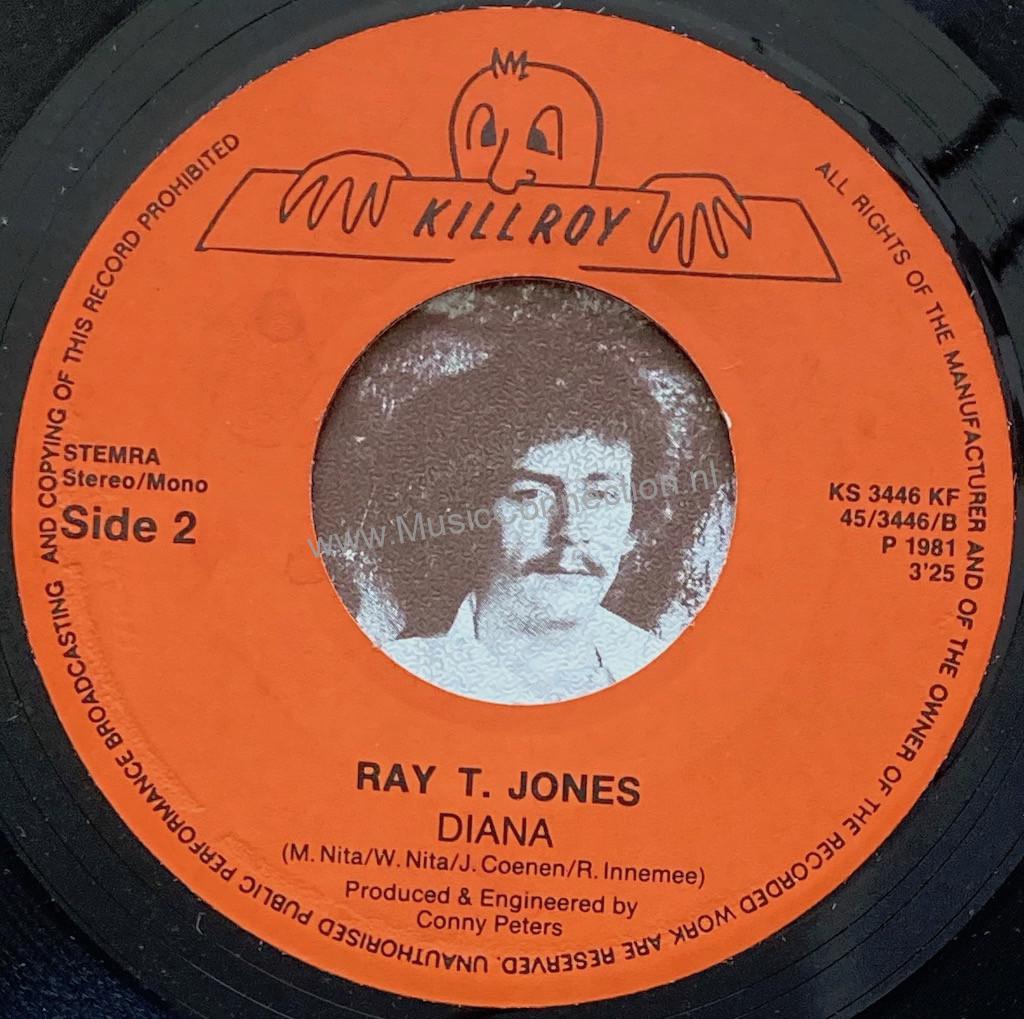 KILLROY
ALL RIGHTS OF THE MANUFACTURER AND OF THE OWNER OF THE RECORDED WORK ARE RESERVED. UNAUTHORISED PUBLIC PERFORMANCE BROADCASTING AND COPYING OF THIS RECORD PROHIBITED
STEMRA
Stereo/Mono
Side 2
KS 3446 KF
45/3446/B
P 1981
3'25
www.MusicConnection.nl
RAY T. JONES
DIANA
(M. Nita/W. Nita/J. Coenen/R. Innemee)
Produced & Engineered by
Conny Peters